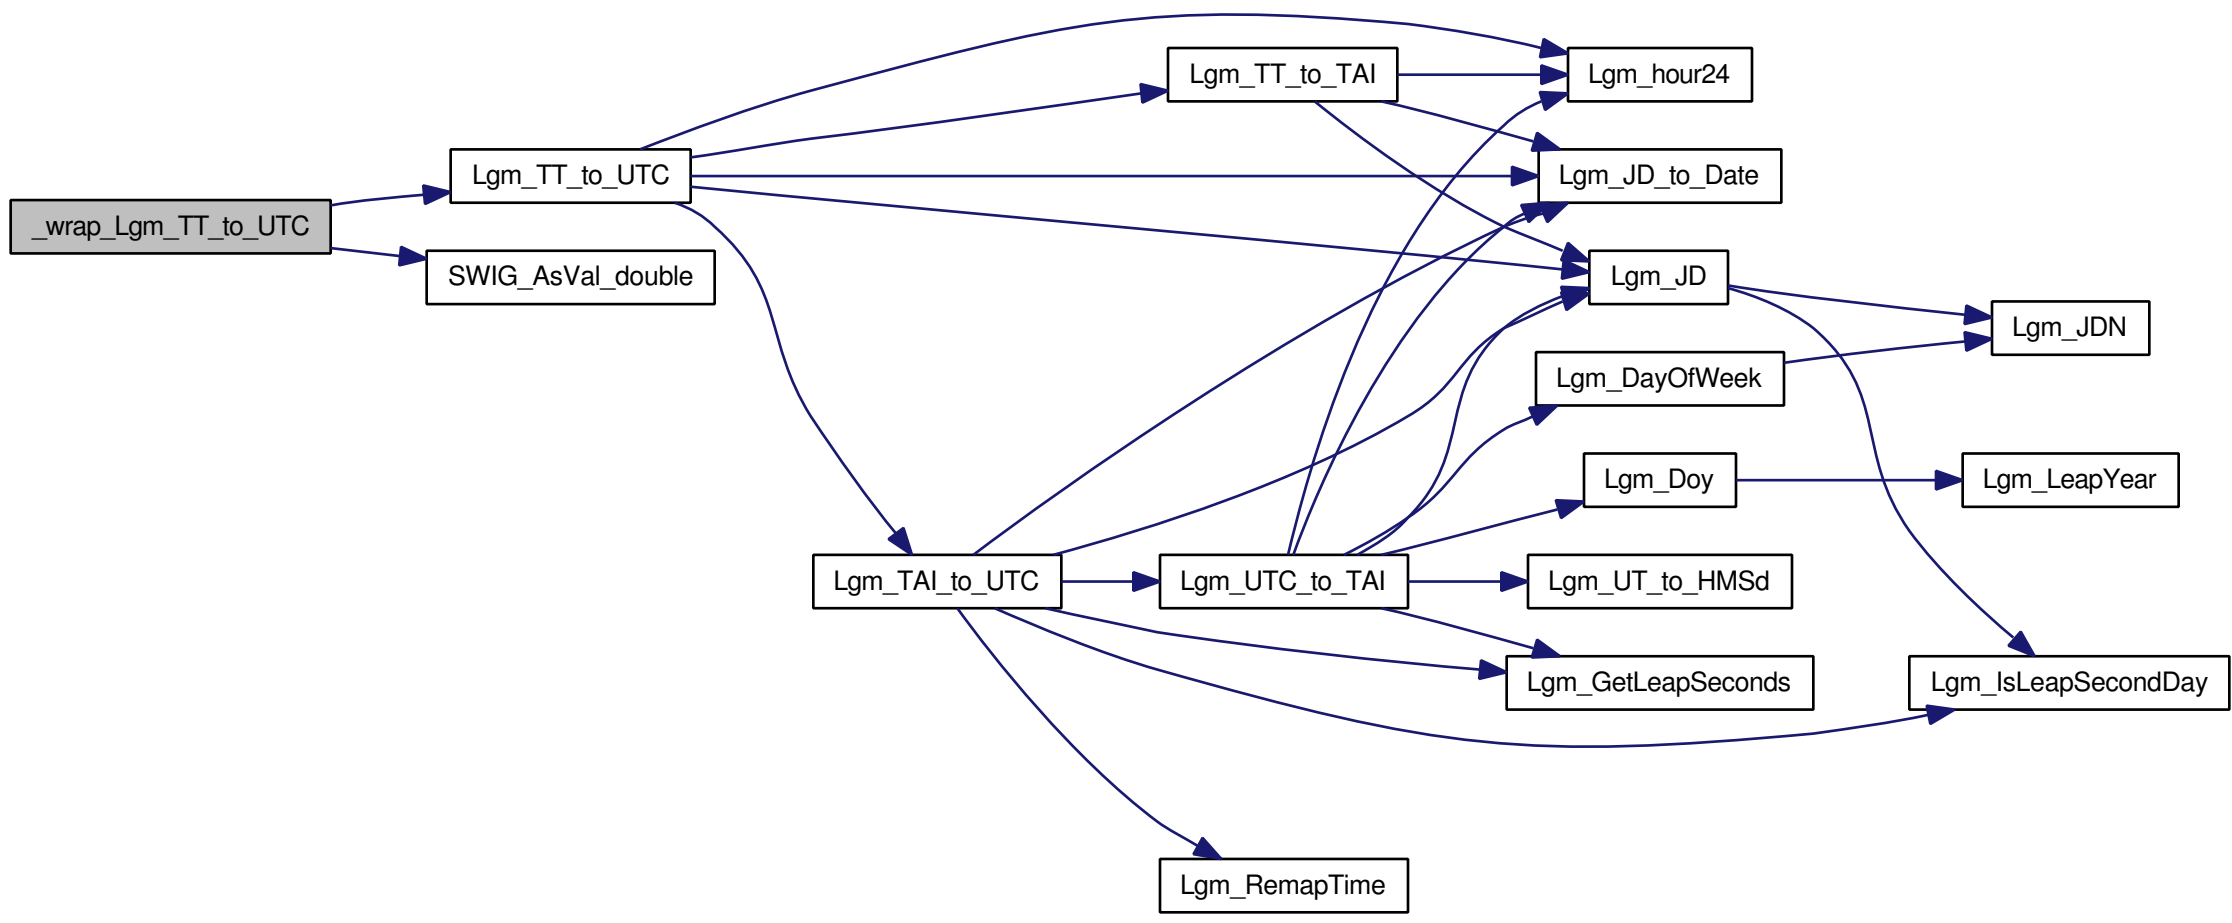 Lgm_TT_to_TAI
Lgm_hour24
Lgm_TT_to_UTC
Lgm_JD_to_Date
_wrap_Lgm_TT_to_UTC
SWIG_AsVal_double
Lgm_JD
Lgm_JDN
Lgm_DayOfWeek
Lgm_Doy
Lgm_LeapYear
Lgm_TAI_to_UTC
Lgm_UTC_to_TAI
Lgm_UT_to_HMSd
Lgm_GetLeapSeconds
Lgm_IsLeapSecondDay
Lgm_RemapTime